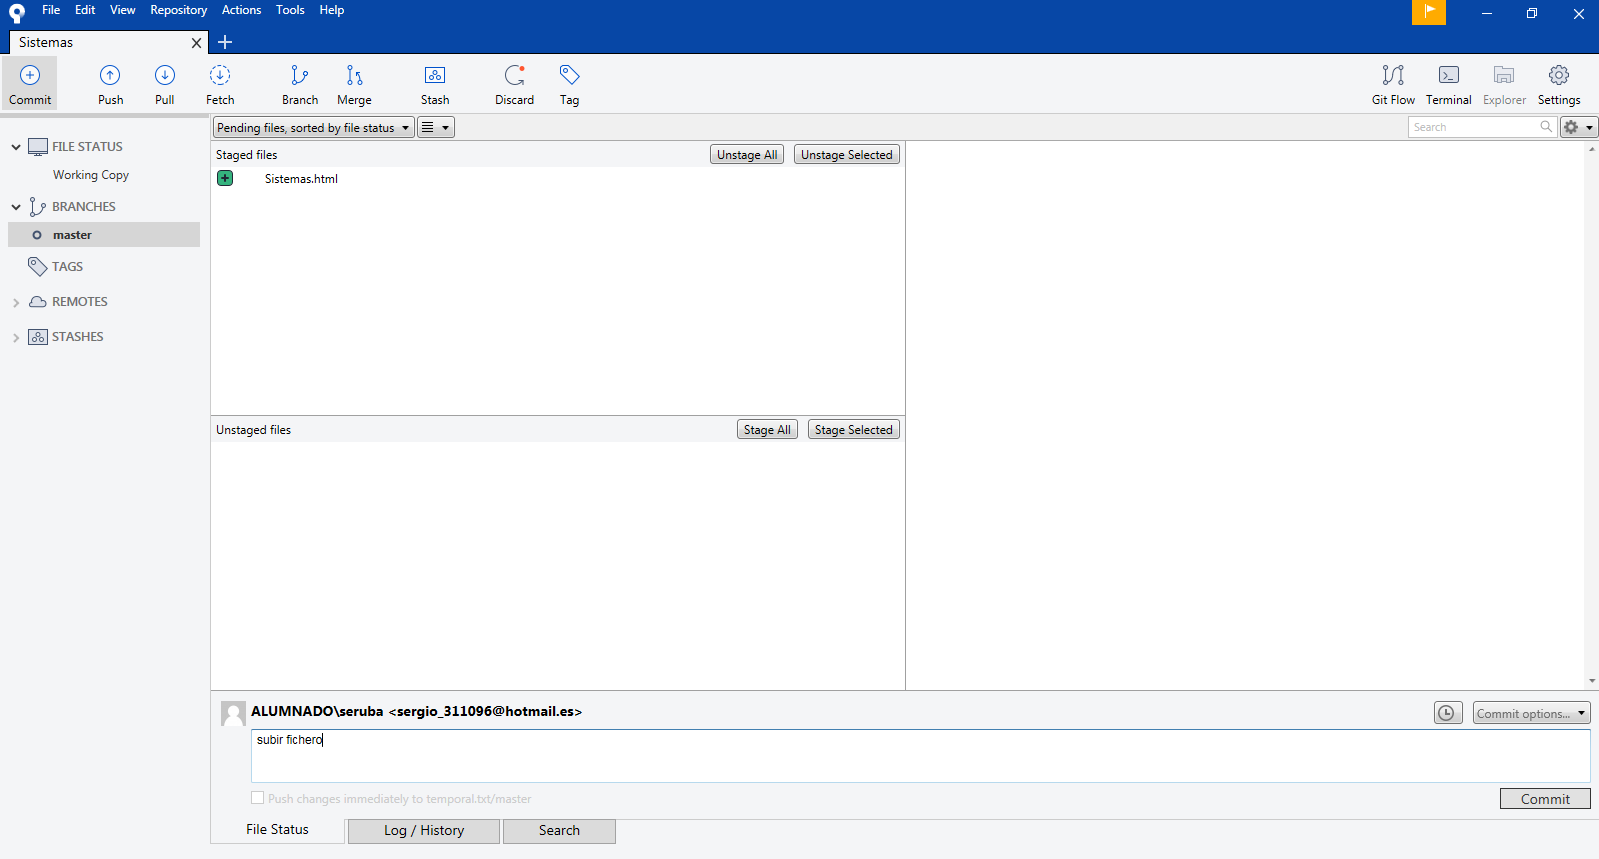 File Edit View Repository Actions Tools Help
Sistemas
Commit Push Pull Fetch Branch Merge Stash Discard Tag Git Flow Terminal Explorer Settings
Pending files, sorted by file status Search
FILE STATUS
Working Copy
BRANCHES
master
TAGS
REMOTES
STASHES
Staged files Unstage All Unstage Selected
Sistemas.html
Unstaged files Stage All Stage Selected
ALUMNADO\seruba <sergio_311096@hotmail.es> Commit options...
subir fichero
Push changes immediately to temporal.txt/master Commit
File Status Log / History Search